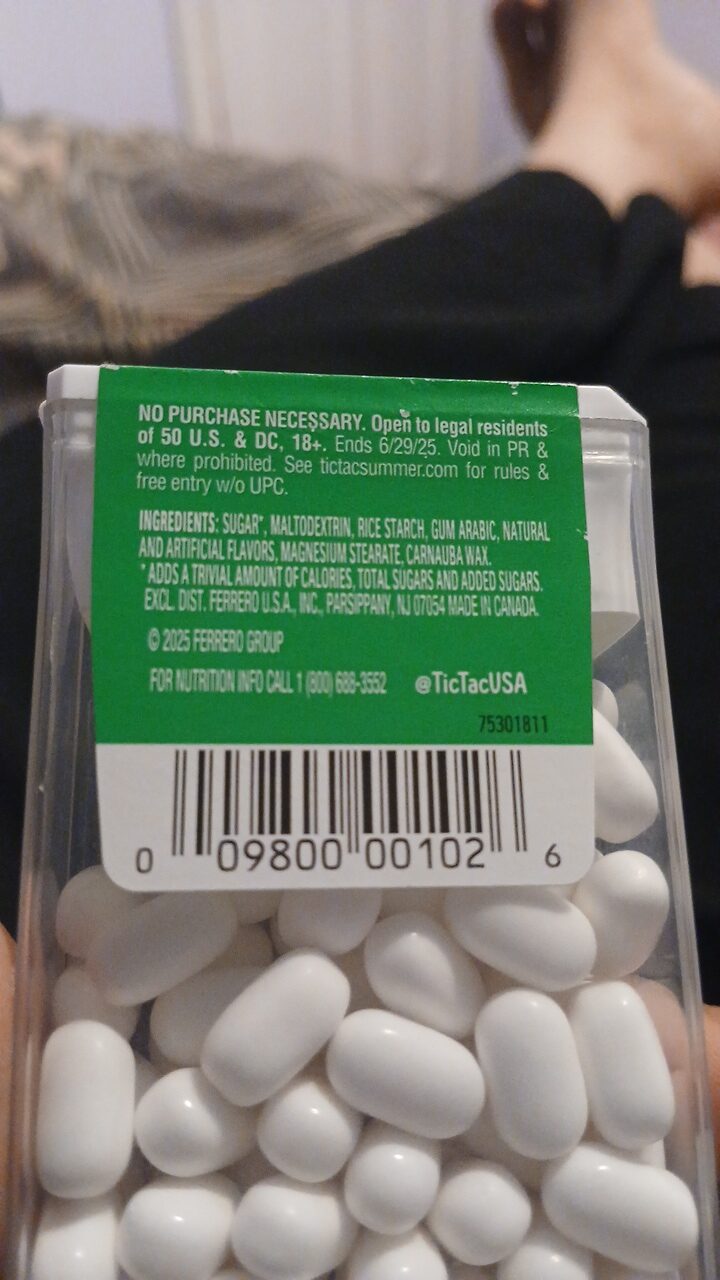 NO PURCHASE NECESSARY. Open to legal residents
of 50 U.S. & DC, 18+. Ends 6/29/25. Void in PR &
where prohibited. See tictacsummer.com for rules &
free entry w/o UPC.
INGREDIENTS: SUGAR*, MALTODEXTRIN, RICE STARCH, GUM ARABIC, NATURAL
AND ARTIFICIAL FLAVORS, MAGNESIUM STEARATE, CARNAUBA WAX.
*ADDS A TRIVIAL AMOUNT OF CALORIES, TOTAL SUGARS AND ADDED SUGARS.
EXCL. DIST. FERRERO U.S.A., INC., PARSIPPANY, NJ 07054 MADE IN CANADA.
© 2025 FERRERO GROUP
FOR NUTRITION INFO CALL 1 (800) 688-3552 @TicTacUSA
75301811
0 09800 00102 6